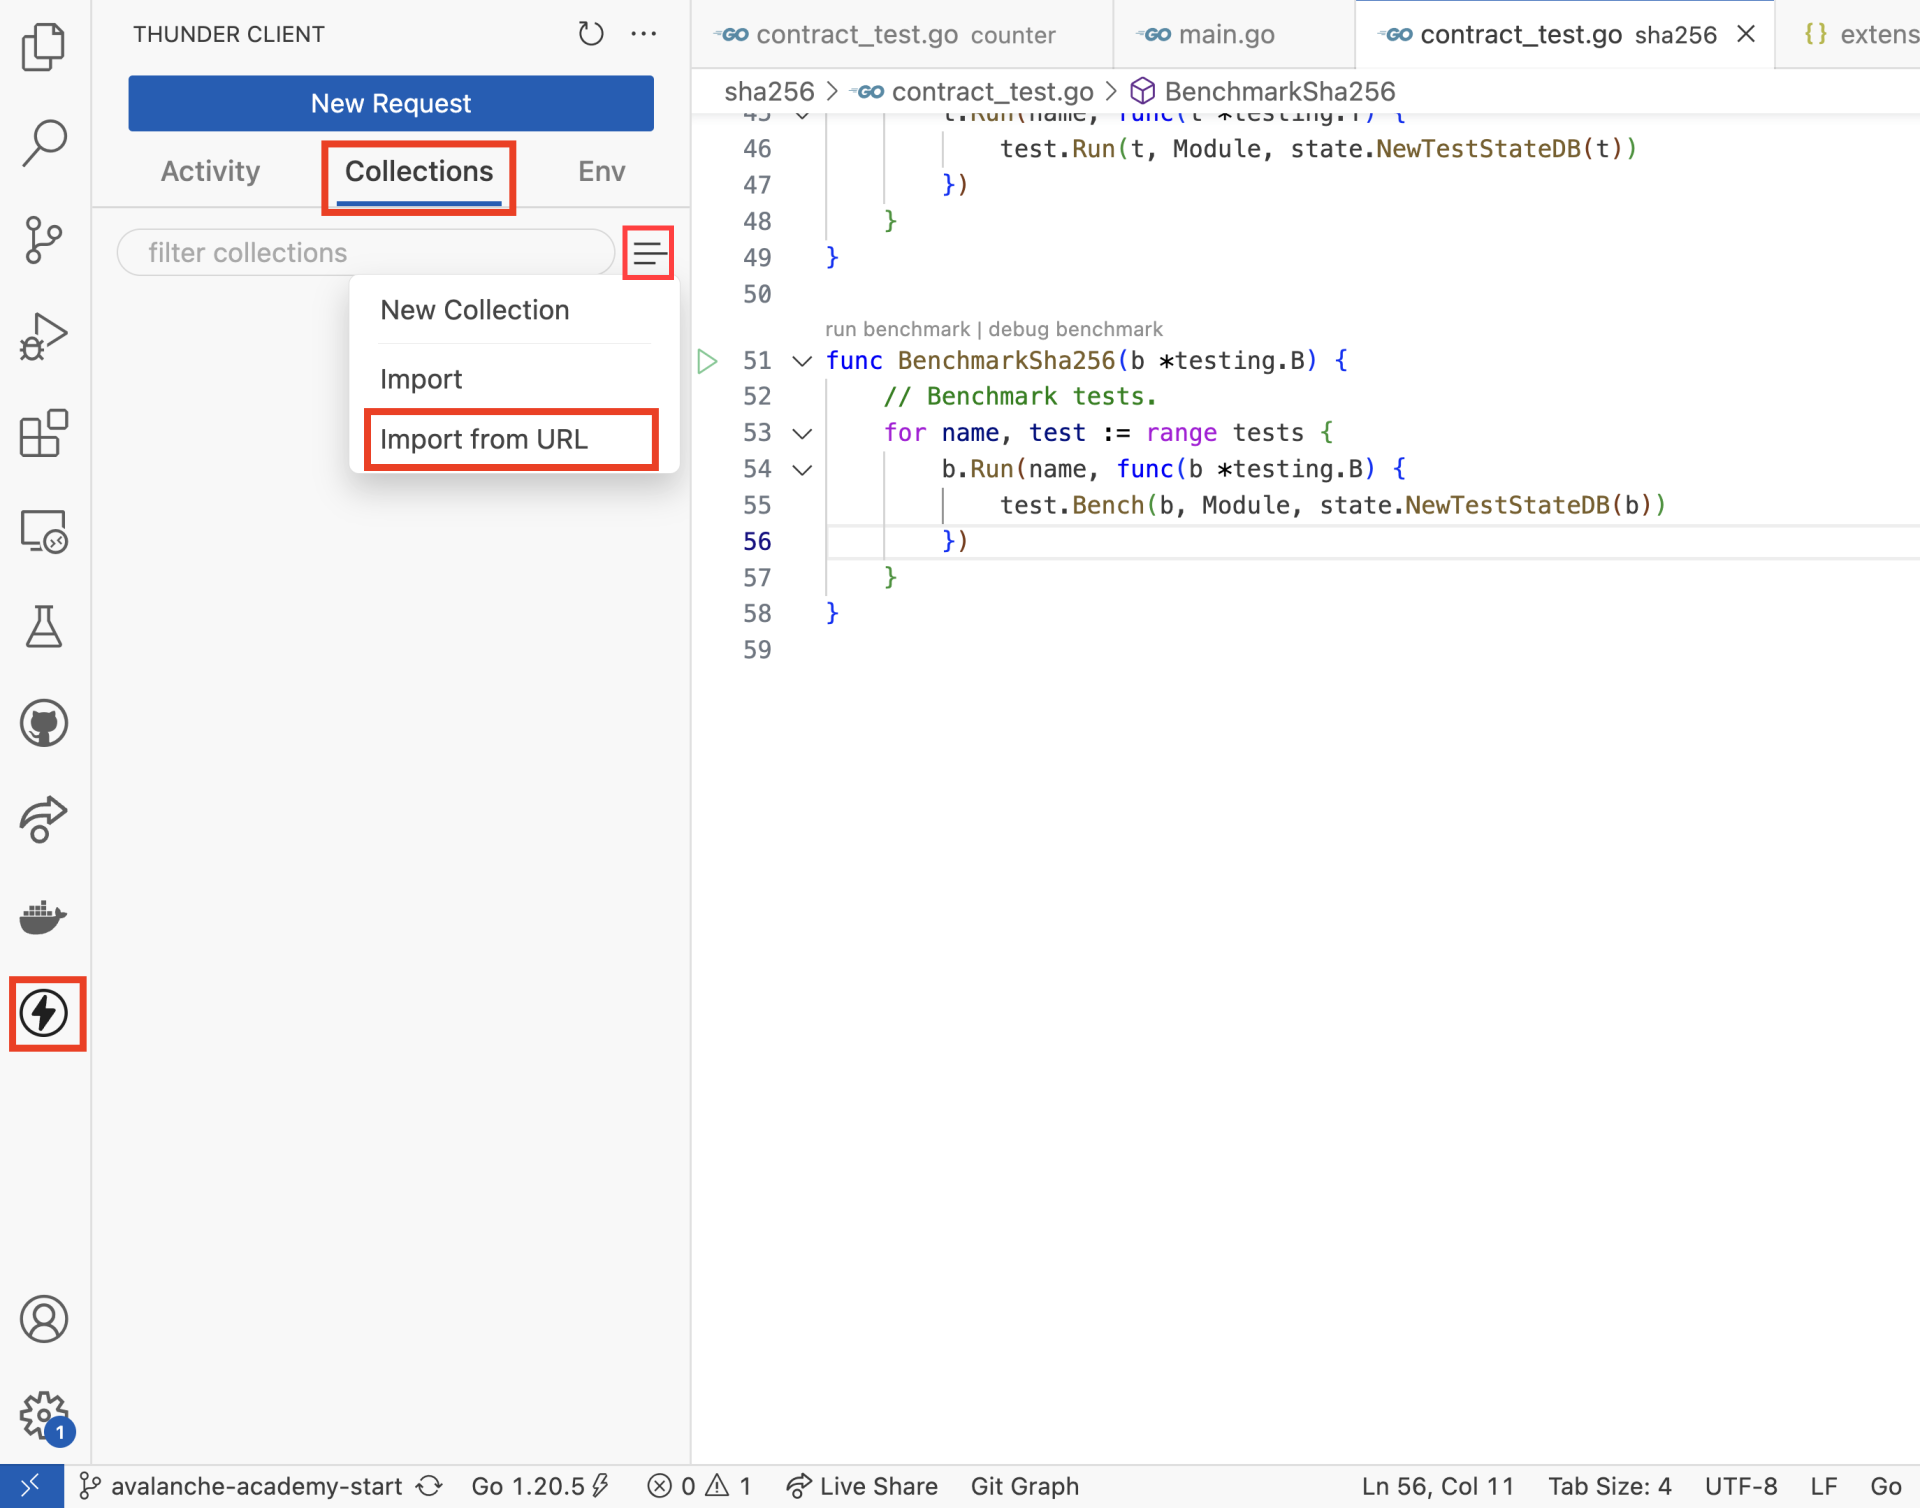 THUNDER CLIENT
New Request
Activity Collections Env
filter collections
New Collection
Import
Import from URL
contract_test.go counter
main.go
contract_test.go sha256
{} extens
sha256 > contract_test.go > BenchmarkSha256
45 t.Run(name, func(t *testing.T) {
46 test.Run(t, Module, state.NewTestStateDB(t))
47 })
48 }
49 }
50
run benchmark | debug benchmark
51 func BenchmarkSha256(b *testing.B) {
52 // Benchmark tests.
53 for name, test := range tests {
54 b.Run(name, func(b *testing.B) {
55 test.Bench(b, Module, state.NewTestStateDB(b))
56 })
57 }
58 }
59
1
avalanche-academy-start Go 1.20.5 0 1 Live Share Git Graph Ln 56, Col 11 Tab Size: 4 UTF-8 LF Go